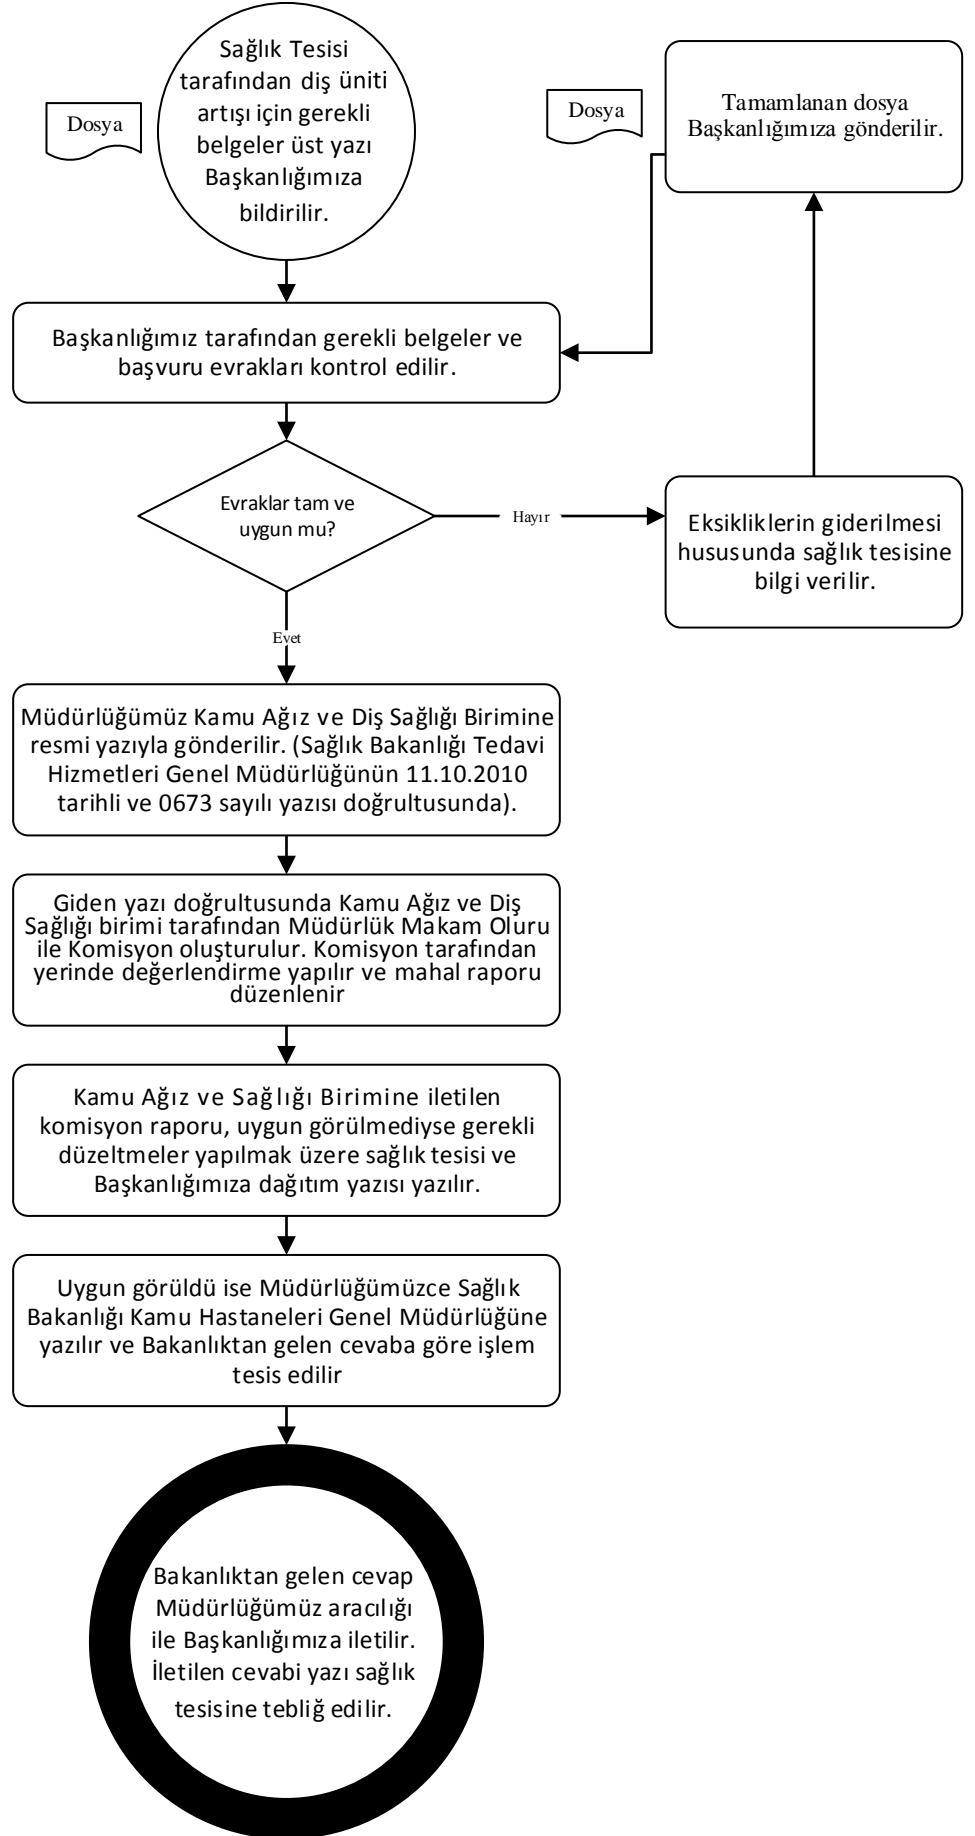 Sağlık Tesisi
tarafından diş üniti
artışı için gerekli
belgeler üst yazı
Başkanlığımıza
bildirilir.
Dosya
Dosya
Tamamlanan dosya
Başkanlığımıza gönderilir.
Başkanlığımız tarafından gerekli belgeler ve
başvuru evrakları kontrol edilir.
Evraklar tam ve
uygun mu?
Hayır
Eksikliklerin giderilmesi
hususunda sağlık tesisine
bilgi verilir.
Evet
Müdürlüğümüz Kamu Ağız ve Diş Sağlığı Birimine
resmi yazıyla gönderilir. (Sağlık Bakanlığı Tedavi
Hizmetleri Genel Müdürlüğünün 11.10.2010
tarihli ve 0673 sayılı yazısı doğrultusunda).
Giden yazı doğrultusunda Kamu Ağız ve Diş
Sağlığı birimi tarafından Müdürlük Makam Oluru
ile Komisyon oluşturulur. Komisyon tarafından
yerinde değerlendirme yapılır ve mahal raporu
düzenlenir
Kamu Ağız ve Sağlığı Birimine iletilen
komisyon raporu, uygun görülmediyse gerekli
düzeltmeler yapılmak üzere sağlık tesisi ve
Başkanlığımıza dağıtım yazısı yazılır.
Uygun görüldü ise Müdürlüğümüzce Sağlık
Bakanlığı Kamu Hastaneleri Genel Müdürlüğüne
yazılır ve Bakanlıktan gelen cevaba göre işlem
tesis edilir
Bakanlıktan gelen cevap
Müdürlüğümüz aracılığı
ile Başkanlığımıza iletilir.
İletilen cevabi yazı sağlık
tesisine tebliğ edilir.